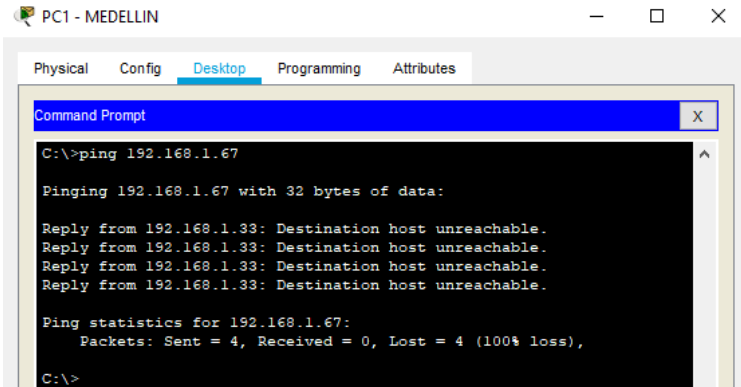 PC1 - MEDELLIN
Physical Config Desktop Programming Attributes
Command Prompt X
C:\>ping 192.168.1.67
Pinging 192.168.1.67 with 32 bytes of data:
Reply from 192.168.1.33: Destination host unreachable.
Reply from 192.168.1.33: Destination host unreachable.
Reply from 192.168.1.33: Destination host unreachable.
Reply from 192.168.1.33: Destination host unreachable.
Ping statistics for 192.168.1.67:
Packets: Sent = 4, Received = 0, Lost = 4 (100% loss),
C:\>